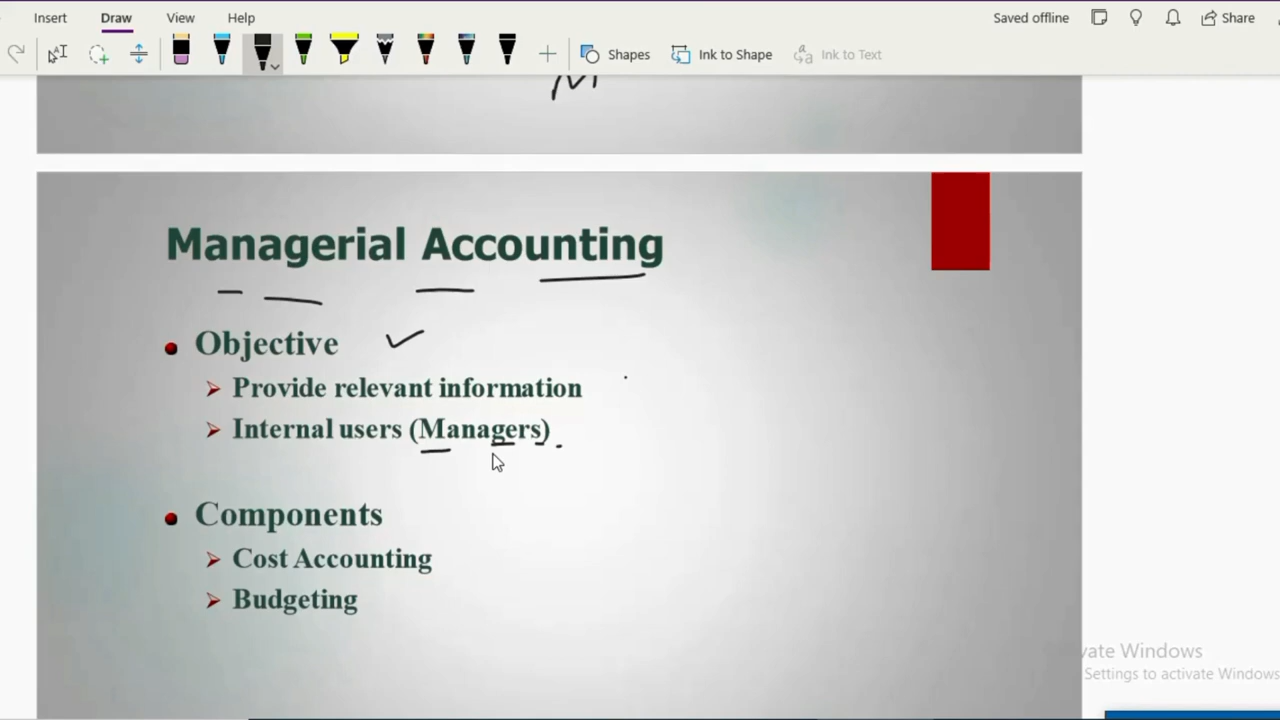 Insert Draw View Help Saved offline Share
Shapes Ink to Shape Ink to Text
M
Managerial Accounting
Objective
Provide relevant information
Internal users (Managers)
Components
Cost Accounting
Budgeting
vate Windows
Settings to activate Windows